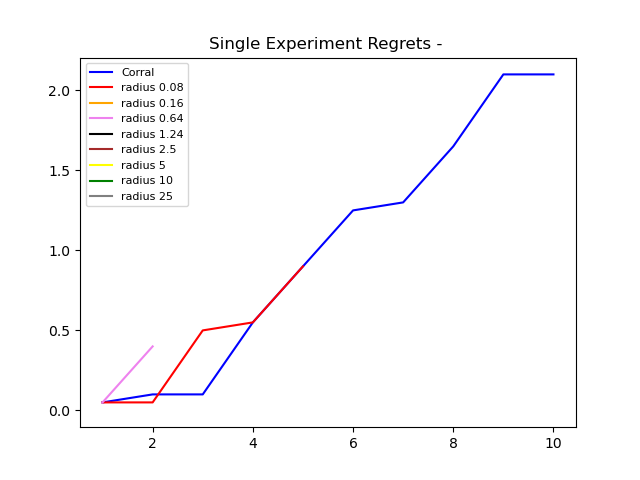 Single Experiment Regrets -
Corral
radius 0.08
radius 0.16
radius 0.64
radius 1.24
radius 2.5
radius 5
radius 10
radius 25
2.0
1.5
1.0
0.5
0.0
2 4 6 8 10